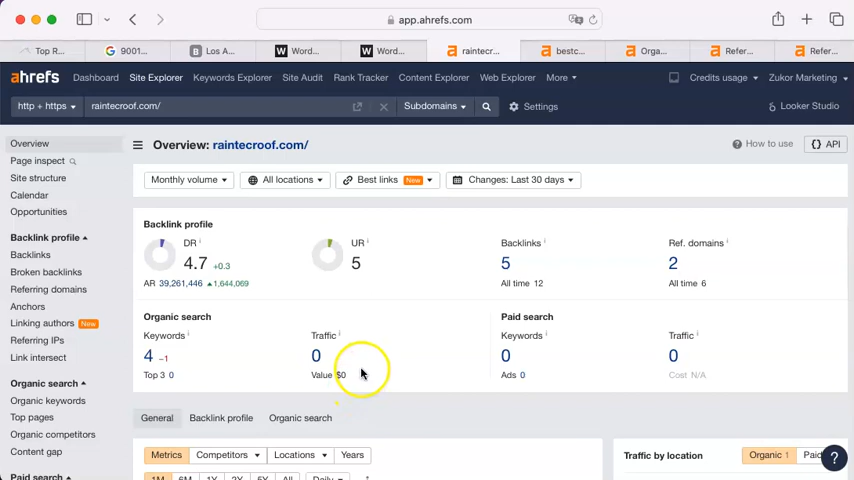 app.ahrefs.com
Top R...
9001...
Los A...
Word...
Word...
raintecr...
bestc...
Orga...
Refer...
Refer...
ahrefs
Dashboard
Site Explorer
Keywords Explorer
Site Audit
Rank Tracker
Content Explorer
Web Explorer
More
Credits usage
Zukor Marketing
http + https
raintecroof.com/
Subdomains
Settings
Looker Studio
Overview
Page inspect
Site structure
Calendar
Opportunities
Backlink profile
Backlinks
Broken backlinks
Referring domains
Anchors
Linking authors New
Referring IPs
Link intersect
Organic search
Organic keywords
Top pages
Organic competitors
Content gap
Paid search
Overview: raintecroof.com/
How to use
{} API
Monthly volume
All locations
Best links New
Changes: Last 30 days
Backlink profile
DR i
4.7 +0.3
AR 39,261,446 ▲1,644,069
UR i
5
Backlinks i
5
All time 12
Ref. domains i
2
All time 6
Organic search
Keywords i
4 −1
Top 3 0
Traffic i
0
Value $0
Paid search
Keywords i
0
Ads 0
Traffic i
0
Cost N/A
General
Backlink profile
Organic search
Metrics
Competitors
Locations
Years
1M
6M
1Y
2Y
5Y
All
Daily
Traffic by location
Organic 1
Paid
?